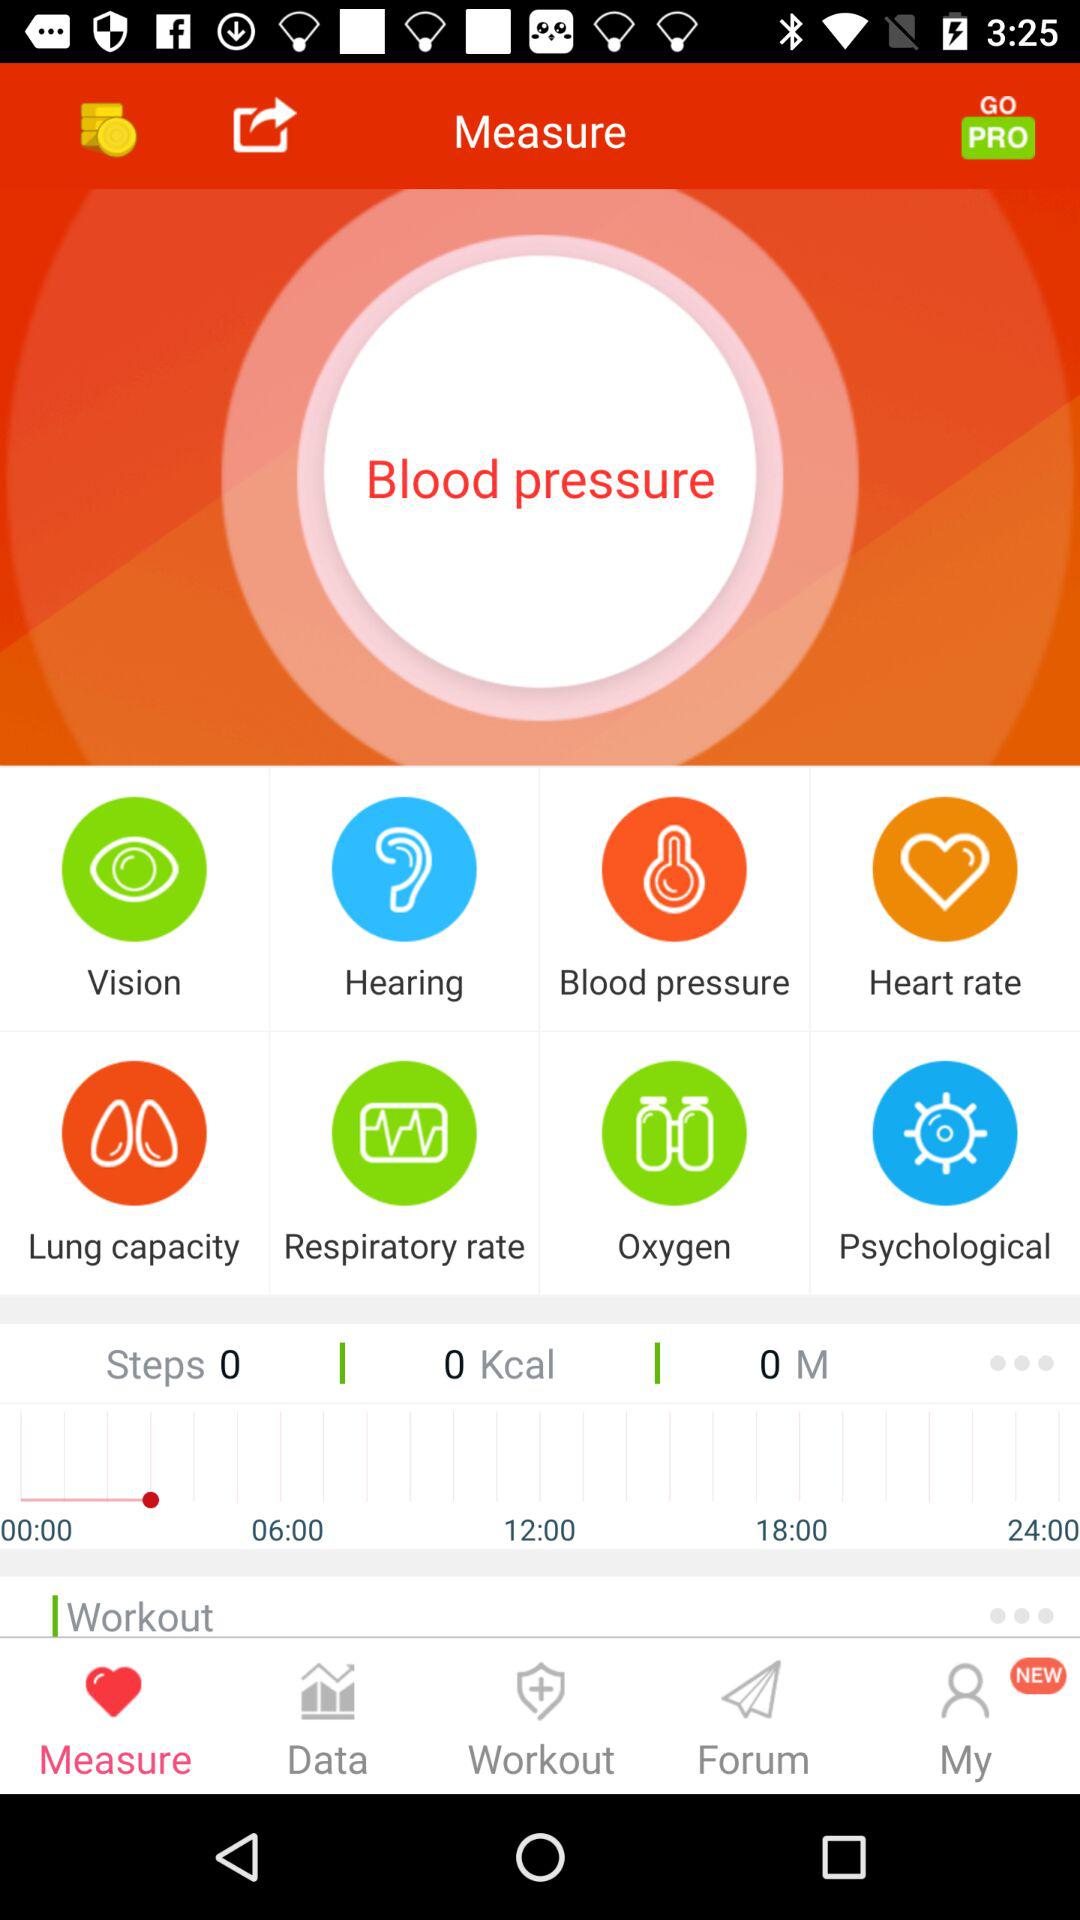 3:25
Measure
GO
PRO
Blood pressure
Vision Hearing Blood pressure Heart rate
Lung capacity Respiratory rate Oxygen Psychological
Steps 0 0 Kcal 0 M
00:00 06:00 12:00 18:00 24:00
Workout
NEW
Measure Data Workout Forum My